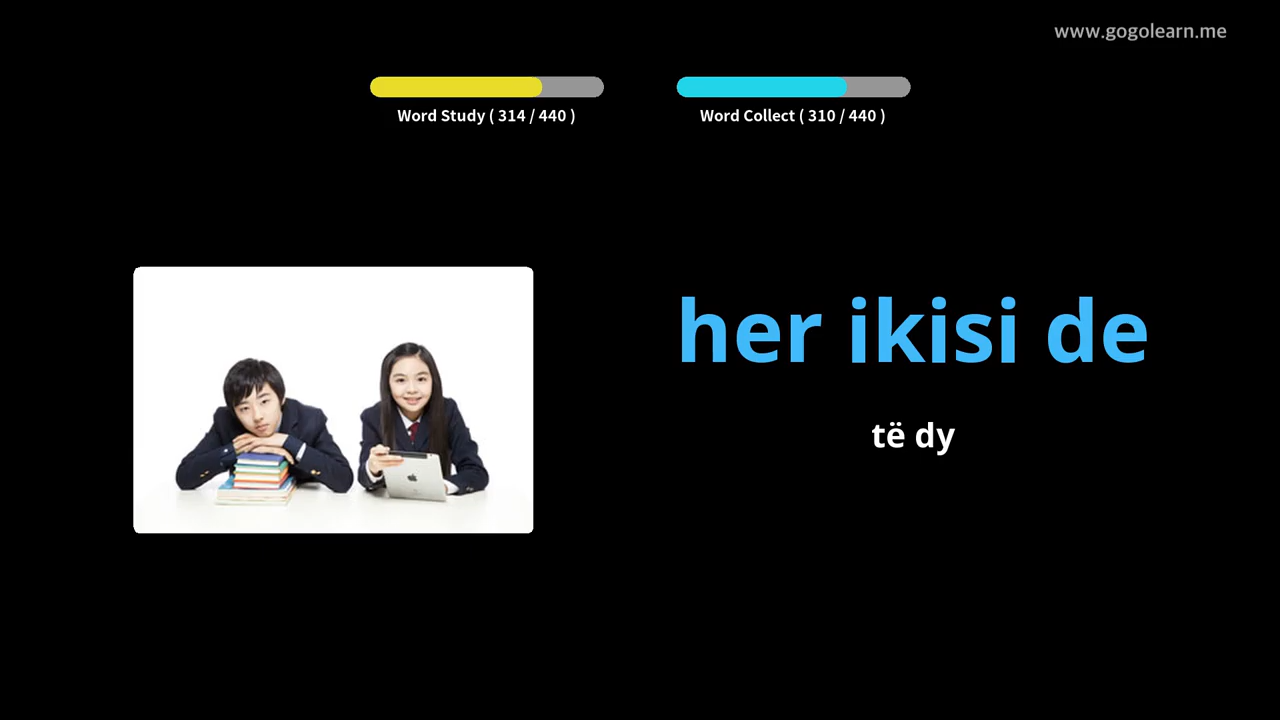 www.gogolearn.me
Word Study ( 314 / 440 )
Word Collect ( 310 / 440 )
her ikisi de
të dy